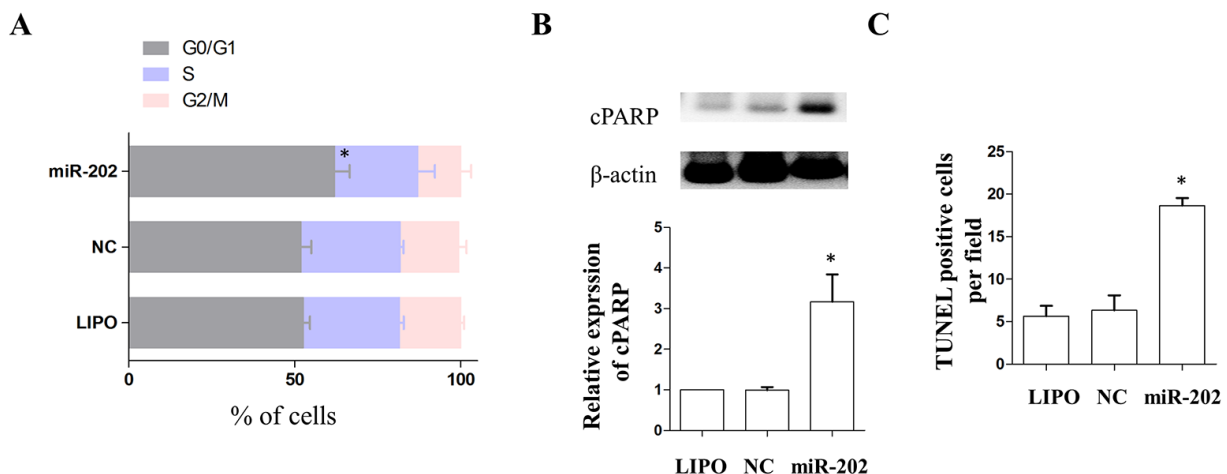 A
G0/G1
S
G2/M
miR-202
*
NC
LIPO
0
50
100
% of cells
B
cPARP
β-actin
Relative exprssion
of cPARP
5
4
3
2
1
0
*
LIPO
NC
miR-202
C
TUNEL positive cells
per field
25
20
15
10
5
0
*
LIPO
NC
miR-202